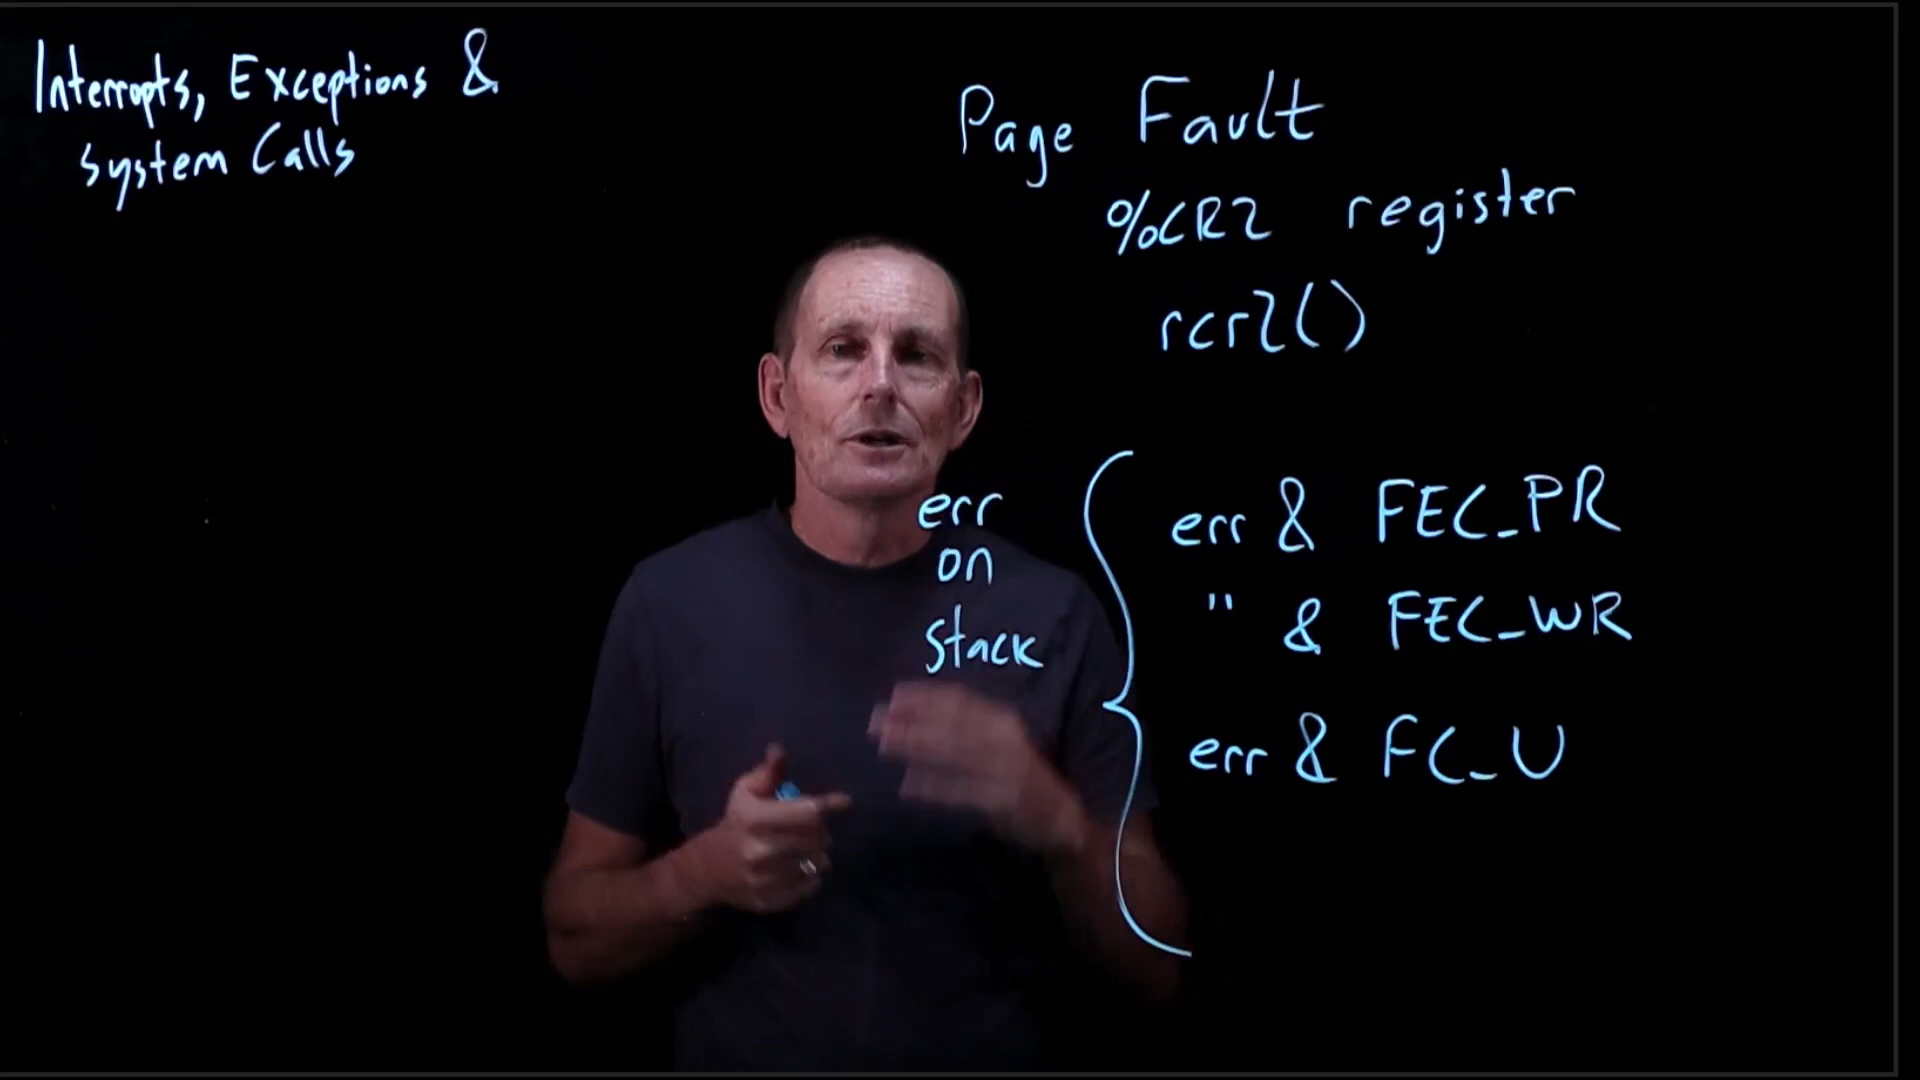 Interrupts, Exceptions &
System Calls
Page Fault
%CR2 register
rcr2()
err
on
stack
err & FEC_PR
" & FEC_WR
err & FC_U